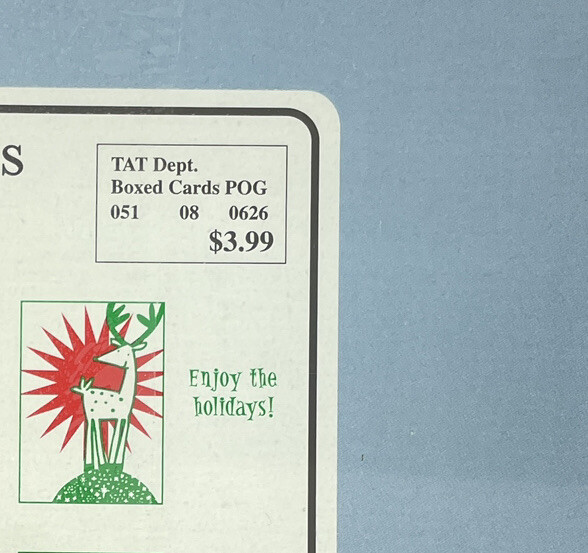 S
TAT Dept.
Boxed Cards POG
051 08 0626
$3.99
Enjoy the
holidays!